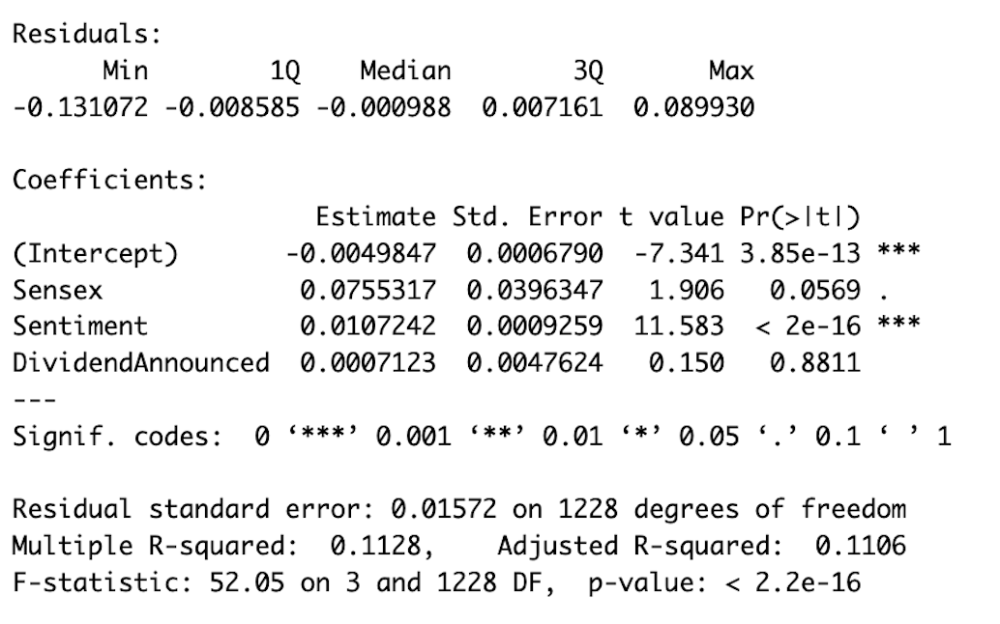 Residuals:
      Min        1Q    Median        3Q       Max
-0.131072 -0.008585 -0.000988  0.007161  0.089930

Coefficients:
                    Estimate Std. Error t value Pr(>|t|)
(Intercept)       -0.0049847  0.0006790  -7.341 3.85e-13 ***
Sensex             0.0755317  0.0396347   1.906   0.0569 .
Sentiment          0.0107242  0.0009259  11.583  < 2e-16 ***
DividendAnnounced  0.0007123  0.0047624   0.150   0.8811
---
Signif. codes:  0 ‘***’ 0.001 ‘**’ 0.01 ‘*’ 0.05 ‘.’ 0.1 ‘ ’ 1

Residual standard error: 0.01572 on 1228 degrees of freedom
Multiple R-squared:  0.1128,    Adjusted R-squared:  0.1106
F-statistic: 52.05 on 3 and 1228 DF,  p-value: < 2.2e-16